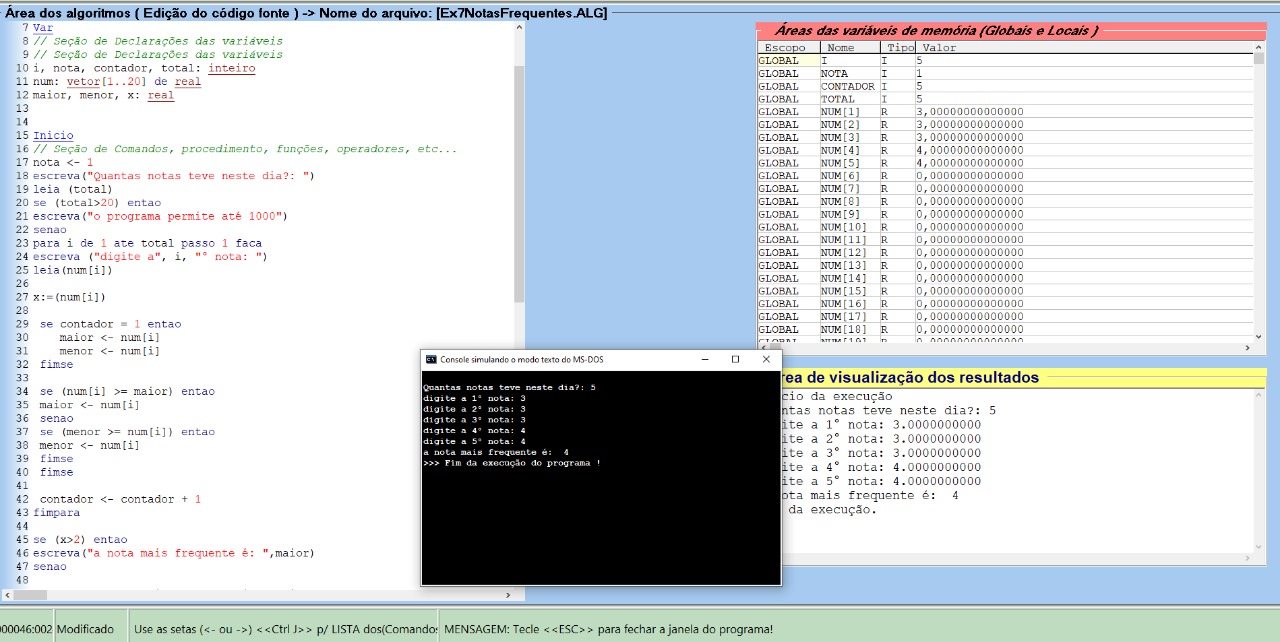 Área dos algoritmos ( Edição do código fonte ) -> Nome do arquivo: [Ex7NotasFrequentes.ALG]
7 Var
8 // Seção de Declarações das variáveis
9 // Seção de Declarações das variáveis
10 i, nota, contador, total: inteiro
11 num: vetor[1..20] de real
12 maior, menor, x: real
13
14
15 Inicio
16 // Seção de Comandos, procedimento, funções, operadores, etc...
17 nota <- 1
18 escreva("Quantas notas teve neste dia?: ")
19 leia (total)
20 se (total>20) entao
21 escreva("o programa permite até 1000")
22 senao
23 para i de 1 ate total passo 1 faca
24 escreva ("digite a", i, "° nota: ")
25 leia(num[i])
26
27 x:=(num[i])
28
29 se contador = 1 entao
30 maior <- num[i]
31 menor <- num[i]
32 fimse
33
34 se (num[i] >= maior) entao
35 maior <- num[i]
36 senao
37 se (menor >= num[i]) entao
38 menor <- num[i]
39 fimse
40 fimse
41
42 contador <- contador + 1
43 fimpara
44
45 se (x>2) entao
46 escreva("a nota mais frequente é: ",maior)
47 senao
48
Áreas das variáveis de memória (Globais e Locais )
Escopo Nome Tipo Valor
GLOBAL I I 5
GLOBAL NOTA I 1
GLOBAL CONTADOR I 5
GLOBAL TOTAL I 5
GLOBAL NUM[1] R 3,00000000000000
GLOBAL NUM[2] R 3,00000000000000
GLOBAL NUM[3] R 3,00000000000000
GLOBAL NUM[4] R 4,00000000000000
GLOBAL NUM[5] R 4,00000000000000
GLOBAL NUM[6] R 0,00000000000000
GLOBAL NUM[7] R 0,00000000000000
GLOBAL NUM[8] R 0,00000000000000
GLOBAL NUM[9] R 0,00000000000000
GLOBAL NUM[10] R 0,00000000000000
GLOBAL NUM[11] R 0,00000000000000
GLOBAL NUM[12] R 0,00000000000000
GLOBAL NUM[13] R 0,00000000000000
GLOBAL NUM[14] R 0,00000000000000
GLOBAL NUM[15] R 0,00000000000000
GLOBAL NUM[16] R 0,00000000000000
GLOBAL NUM[17] R 0,00000000000000
GLOBAL NUM[18] R 0,00000000000000
Console simulando o modo texto do MS-DOS
Quantas notas teve neste dia?: 5
digite a 1° nota: 3
digite a 2° nota: 3
digite a 3° nota: 3
digite a 4° nota: 4
digite a 5° nota: 4
a nota mais frequente é: 4
>>> Fim da execução do programa !
rea de visualização dos resultados
cio da execução
ntas notas teve neste dia?: 5
ite a 1° nota: 3.0000000000
ite a 2° nota: 3.0000000000
ite a 3° nota: 3.0000000000
ite a 4° nota: 4.0000000000
ite a 5° nota: 4.0000000000
ota mais frequente é: 4
da execução.
000046:002 Modificado Use as setas (<- ou ->) <<Ctrl J>> p/ LISTA dos(Comandos MENSAGEM: Tecle <<ESC>> para fechar a janela do programa!